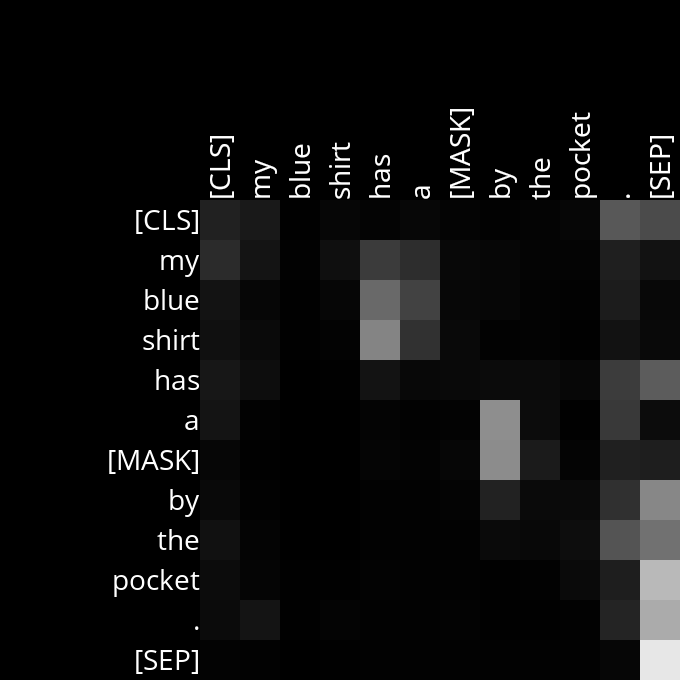 [CLS] my blue shirt has a [MASK] by the pocket . [SEP]
[CLS]
my
blue
shirt
has
a
[MASK]
by
the
pocket
.
[SEP]